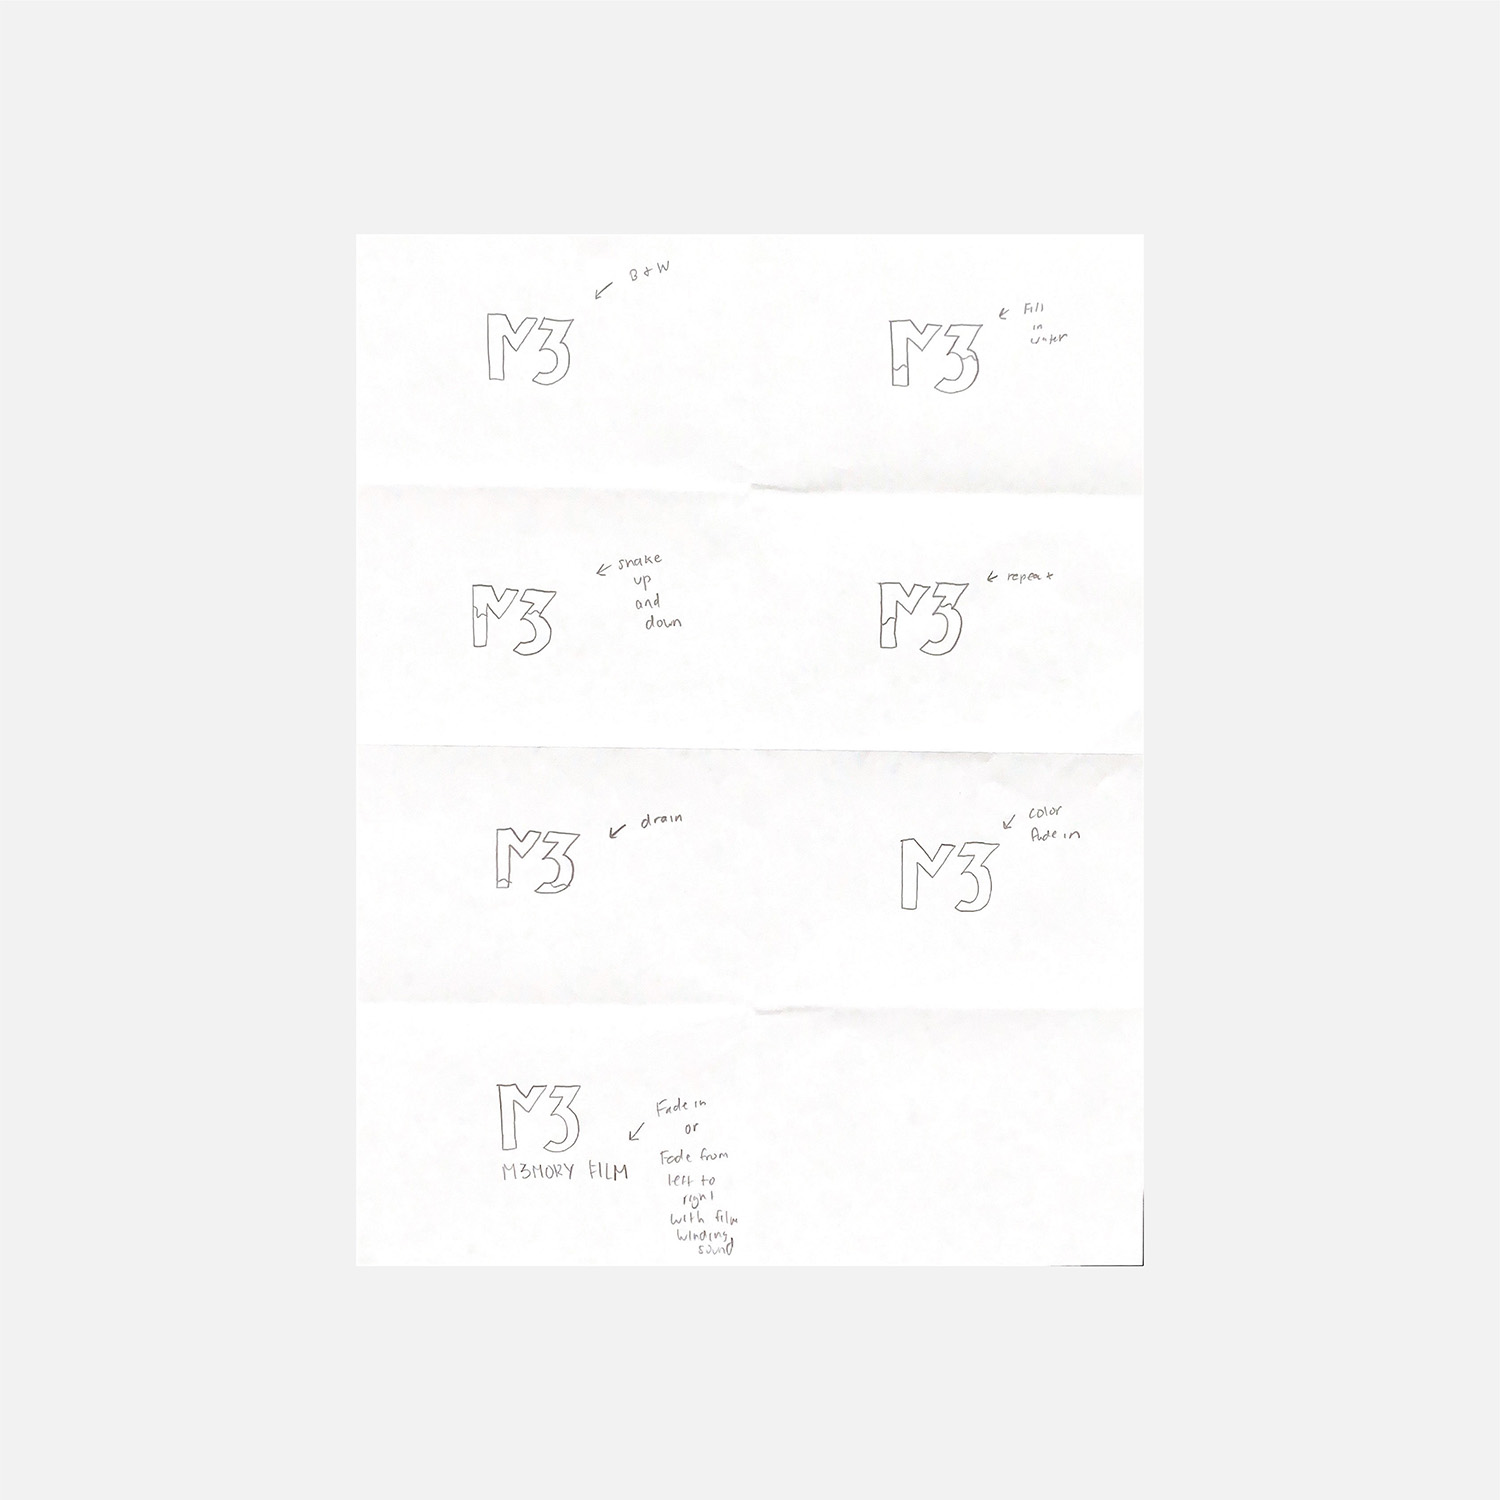 B & W
M3
Fill
in
water
M3
shake
up
and
down
M3
repeat
M3
drain
M3
color
fade in
M3
M3
M3MORY FILM
Fade in
or
Fade from
left to
right
with film
winding
sound